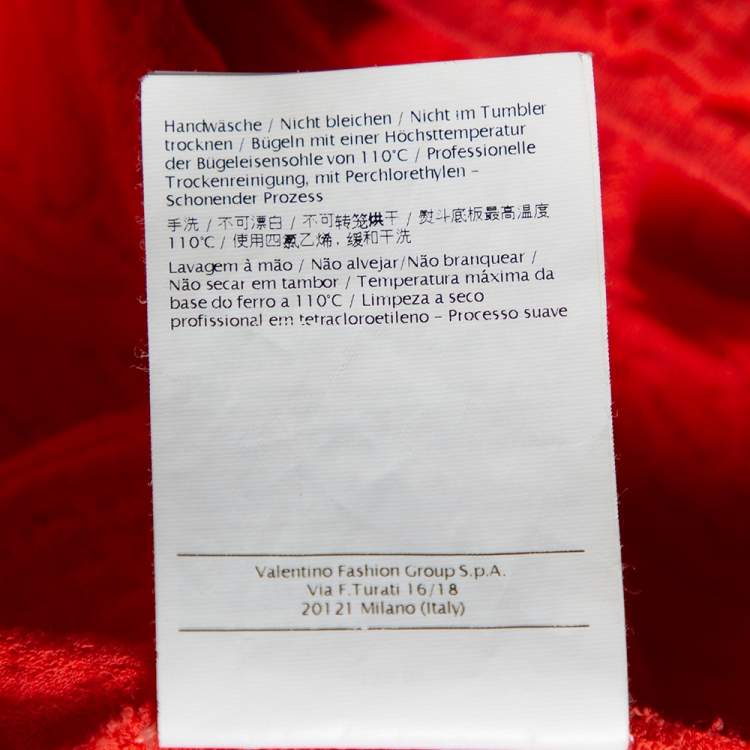 Handwäsche / Nicht bleichen / Nicht im Tumbler
trocknen / Bügeln mit einer Höchsttemperatur
der Bügeleisensohle von 110°C / Professionelle
Trockenreinigung, mit Perchlorethylen –
Schonender Prozess
手洗 / 不可漂白 / 不可转笼烘干 / 熨斗底板最高温度
110°C / 使用四氯乙烯, 缓和干洗
Lavagem à mão / Não alvejar/Não branquear /
Não secar em tambor / Temperatura máxima da
base do ferro a 110°C / Limpeza a seco
profissional em tetracloroetileno – Processo suave
Valentino Fashion Group S.p.A.
Via F.Turati 16/18
20121 Milano (Italy)